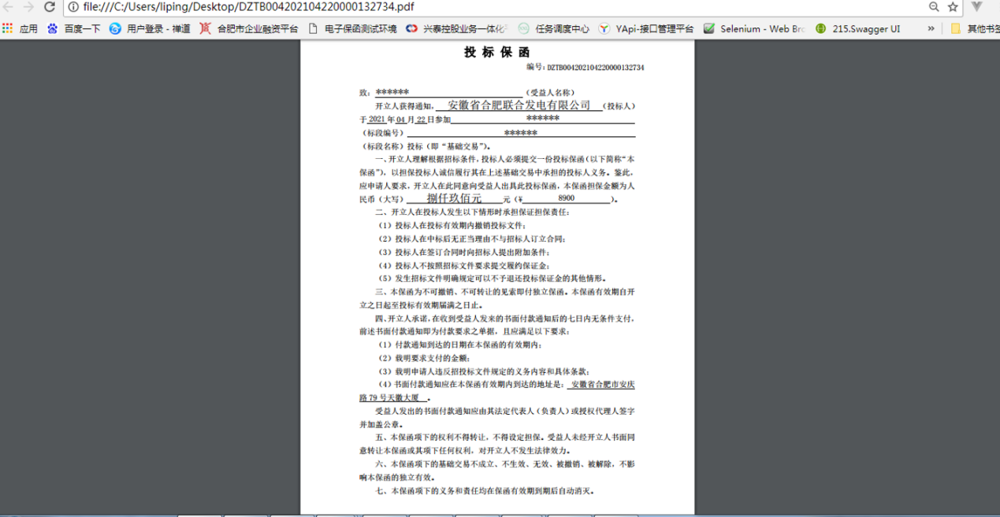 file:///C:/Users/liping/Desktop/DZTB004202104220000132734.pdf
应用 百度一下 用户登录 - 禅道 合肥市企业融资平台 电子保函测试环境 兴泰控股业务一体化 任务调度中心 YApi-接口管理平台 Selenium - Web Bro 215.Swagger UI » 其他书签
投 标 保 函
编号：DZTB004202104220000132734
致：******（受益人名称）
开立人获得通知，安徽省合肥联合发电有限公司（投标人）
于 2021 年 04 月 22 日参加 ******
（标段编号） ******
（标段名称）投标（即“基础交易”）。
一、开立人理解根据招标条件，投标人必须提交一份投标保函（以下简称“本
保函”），以担保投标人诚信履行其在上述基础交易中承担的投标人义务。鉴此，
应申请人要求，开立人在此同意向受益人出具此投标保函，本保函担保金额为人
民币（大写） 捌仟玖佰元 元（¥ 8900 ）。
二、开立人在投标人发生以下情形时承担保证担保责任：
（1）投标人在投标有效期内撤销投标文件；
（2）投标人在中标后无正当理由不与招标人订立合同；
（3）投标人在签订合同时向招标人提出附加条件；
（4）投标人不按照招标文件要求提交履约保证金；
（5）发生招标文件明确规定可以不予退还投标保证金的其他情形。
三、本保函为不可撤销、不可转让的见索即付独立保函。本保函有效期自开
立之日起至投标有效期届满之日止。
四、开立人承诺，在收到受益人发来的书面付款通知后的七日内无条件支付，
前述书面付款通知即为付款要求之单据，且应满足以下要求：
（1）付款通知到达的日期在本保函的有效期内；
（2）载明要求支付的金额；
（3）载明申请人违反招投标文件规定的义务内容和具体条款；
（4）书面付款通知应在本保函有效期内到达的地址是： 安徽省合肥市安庆
路 79 号天徽大厦 。
受益人发出的书面付款通知应由其法定代表人（负责人）或授权代理人签字
并加盖公章。
五、本保函项下的权利不得转让，不得设定担保。受益人未经开立人书面同
意转让本保函或其项下任何权利，对开立人不发生法律效力。
六、本保函项下的基础交易不成立、不生效、无效、被撤销、被解除，不影
响本保函的独立有效。
七、本保函项下的义务和责任均在保函有效期到期后自动消灭。